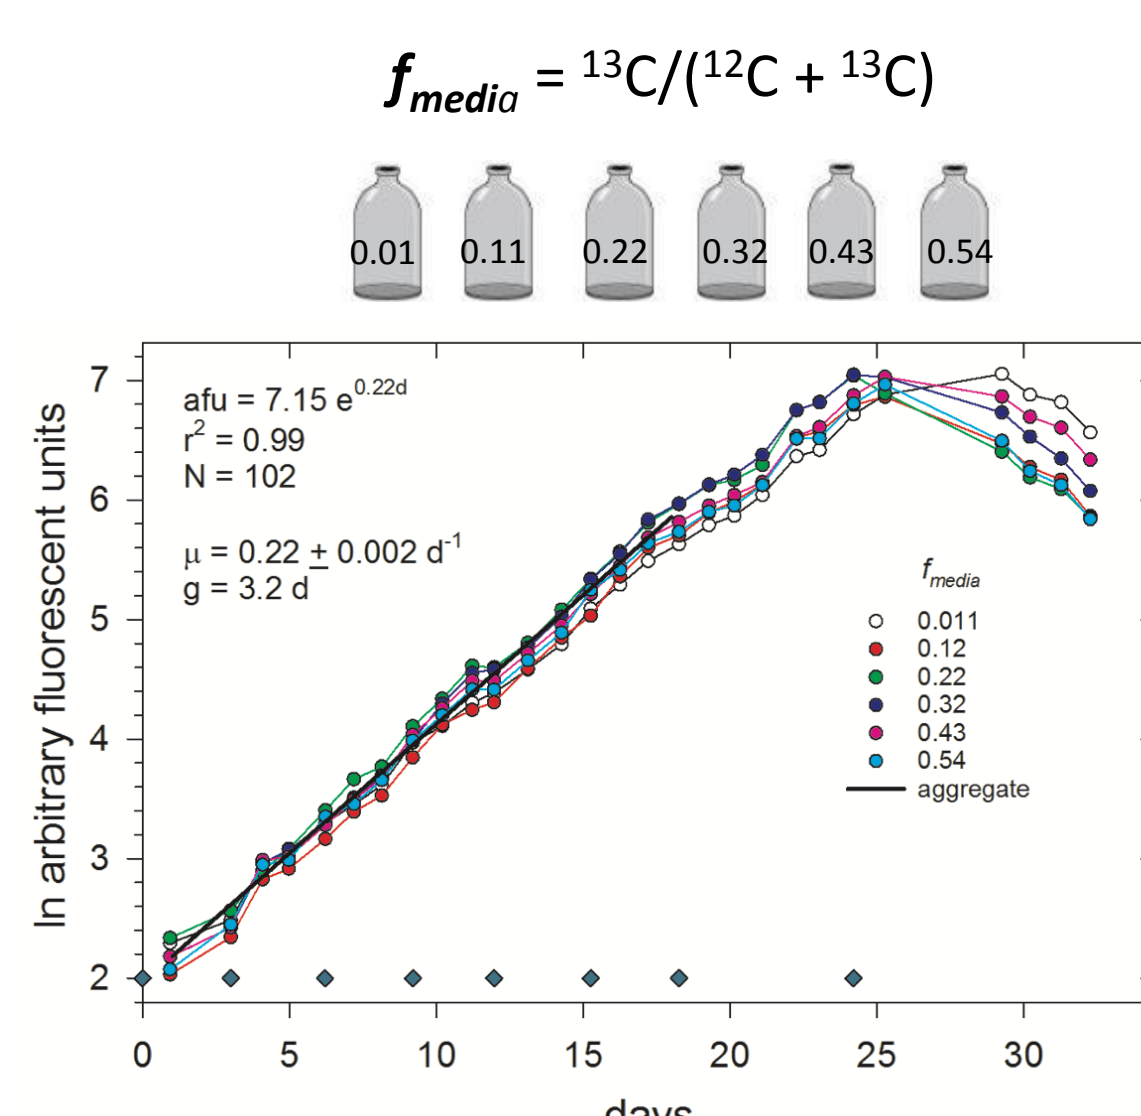 f_media = ¹³C/(¹²C + ¹³C)
0.01 0.11 0.22 0.32 0.43 0.54
afu = 7.15 e^0.22d
r² = 0.99
N = 102
μ = 0.22 ± 0.002 d⁻¹
g = 3.2 d
ln arbitrary fluorescent units
7
6
5
4
3
2
f_media
0.011
0.12
0.22
0.32
0.43
0.54
aggregate
0 5 10 15 20 25 30
days